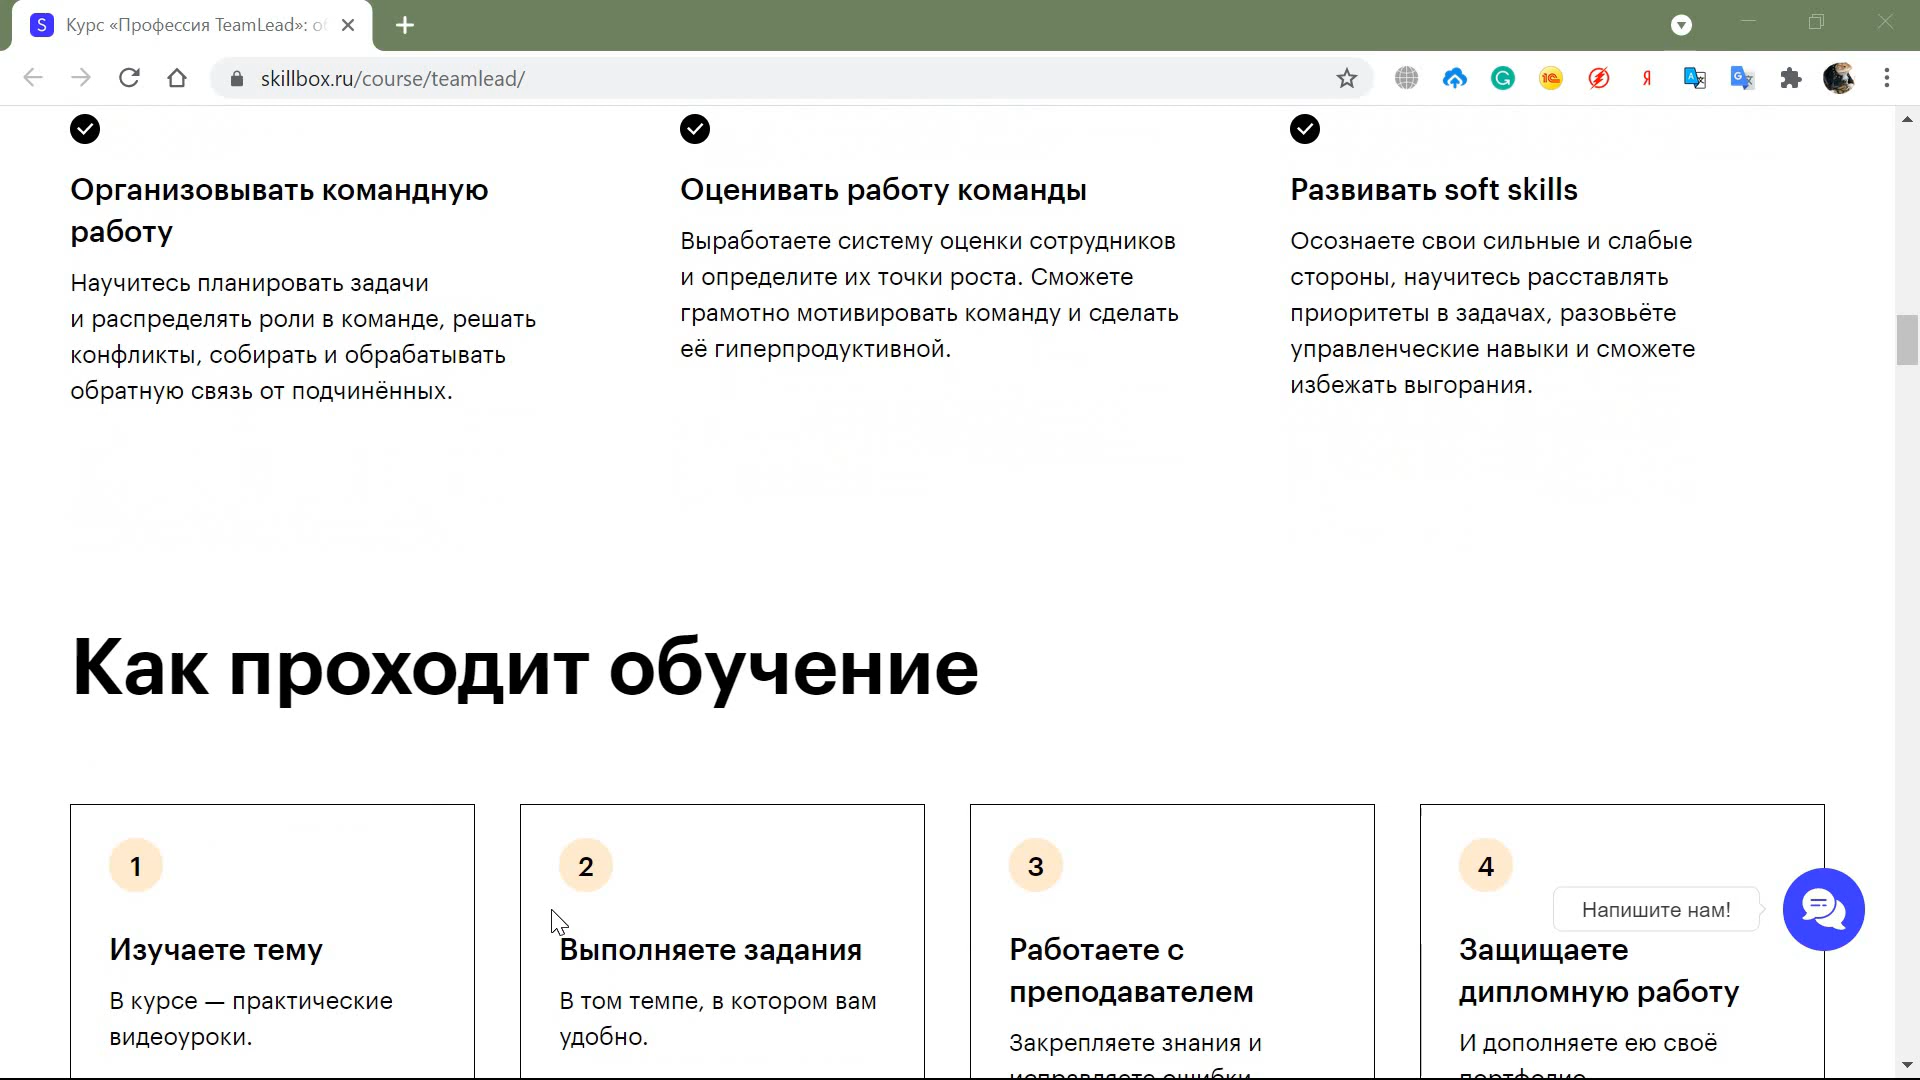 Курс «Профессия TeamLead»: об
skillbox.ru/course/teamlead/
Организовывать командную
работу
Научитесь планировать задачи
и распределять роли в команде, решать
конфликты, собирать и обрабатывать
обратную связь от подчинённых.
Оценивать работу команды
Выработаете систему оценки сотрудников
и определите их точки роста. Сможете
грамотно мотивировать команду и сделать
её гиперпродуктивной.
Развивать soft skills
Осознаете свои сильные и слабые
стороны, научитесь расставлять
приоритеты в задачах, разовьёте
управленческие навыки и сможете
избежать выгорания.
Как проходит обучение
1
Изучаете тему
В курсе — практические
видеоуроки.
2
Выполняете задания
В том темпе, в котором вам
удобно.
3
Работаете с
преподавателем
Закрепляете знания и
исправляете ошибки.
4
Защищаете
дипломную работу
И дополняете ею своё
портфолио.
Напишите нам!